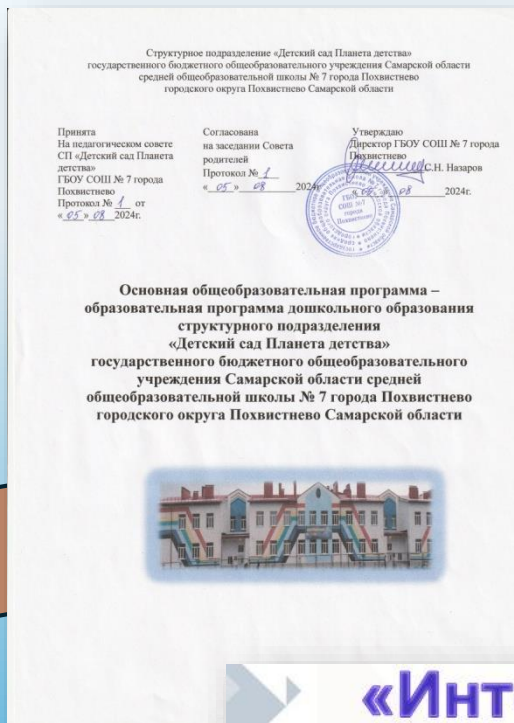 Структурное подразделение «Детский сад Планета детства»
государственного бюджетного общеобразовательного учреждения Самарской области
средней общеобразовательной школы № 7 города Похвистнево
городского округа Похвистнево Самарской области
Принята
На педагогическом совете
СП «Детский сад Планета
детства»
ГБОУ СОШ № 7 города
Похвистнево
Протокол № 1 от
«05» 08 2024г.
Согласована
на заседании Совета
родителей
Протокол № 1
«05» 08 2024г
Утверждаю
Директор ГБОУ СОШ № 7 города
Похвистнево
С.Н. Назаров
«05» 08 2024г.
ГБОУ
СОШ №7
города
Похвистнево
Основная общеобразовательная программа –
образовательная программа дошкольного образования
структурного подразделения
«Детский сад Планета детства»
государственного бюджетного общеобразовательного
учреждения Самарской области средней
общеобразовательной школы № 7 города Похвистнево
городского округа Похвистнево Самарской области
«Инт